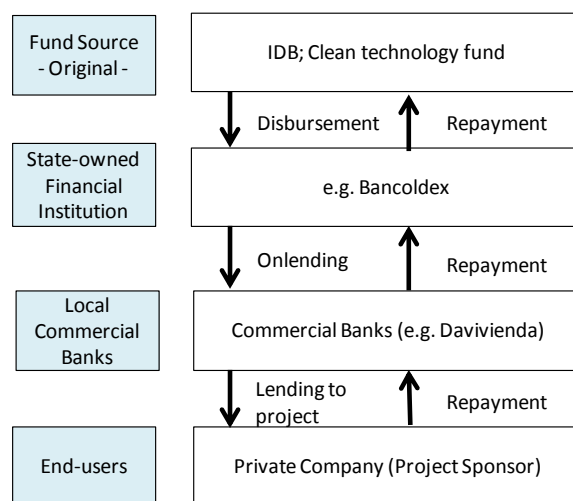 Fund Source
- Original -
IDB; Clean technology fund
Disbursement
Repayment
State-owned
Financial
Institution
e.g. Bancoldex
Onlending
Repayment
Local
Commercial
Banks
Commercial Banks (e.g. Davivienda)
Lending to
project
Repayment
End-users
Private Company (Project Sponsor)